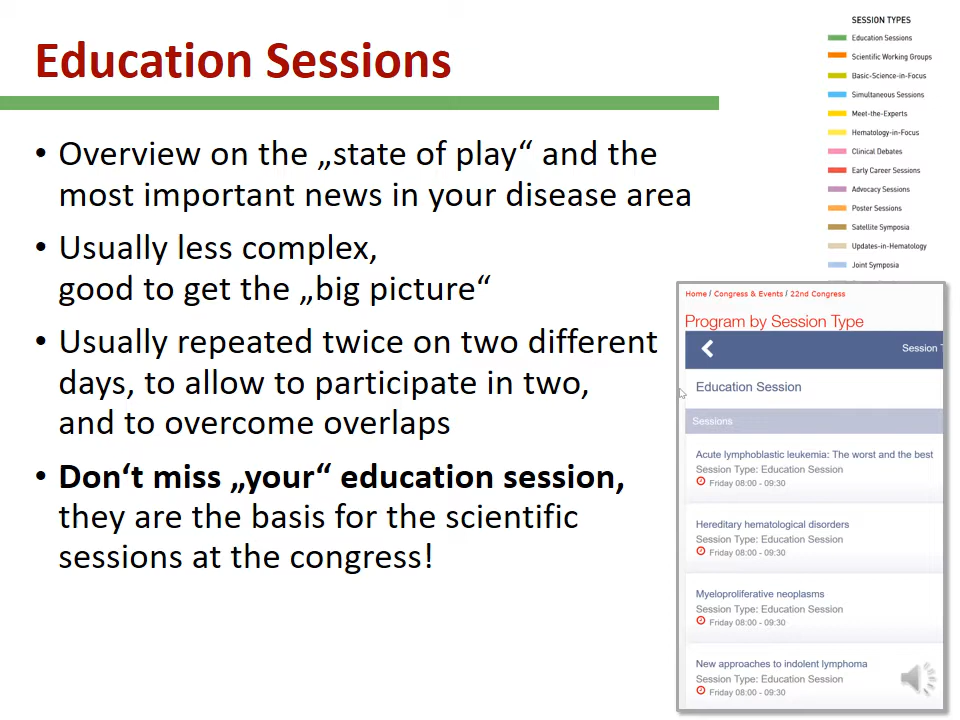 Education Sessions
• Overview on the „state of play“ and the
most important news in your disease area
• Usually less complex,
good to get the „big picture“
• Usually repeated twice on two different
days, to allow to participate in two,
and to overcome overlaps
• Don‘t miss „your“ education session,
they are the basis for the scientific
sessions at the congress!
SESSION TYPES
Education Sessions
Scientific Working Groups
Basic-Science-in-Focus
Simultaneous Sessions
Meet-the-Experts
Hematology-in-Focus
Clinical Debates
Early Career Sessions
Advocacy Sessions
Poster Sessions
Satellite Symposia
Updates-in-Hematology
Joint Symposia
Home / Congress & Events / 22nd Congress
Program by Session Type
Session T
Education Session
Sessions
Acute lymphoblastic leukemia: The worst and the best
Session Type: Education Session
Friday 08:00 - 09:30
Hereditary hematological disorders
Session Type: Education Session
Friday 08:00 - 09:30
Myeloproliferative neoplasms
Session Type: Education Session
Friday 08:00 - 09:30
New approaches to indolent lymphoma
Session Type: Education Session
Friday 08:00 - 09:30